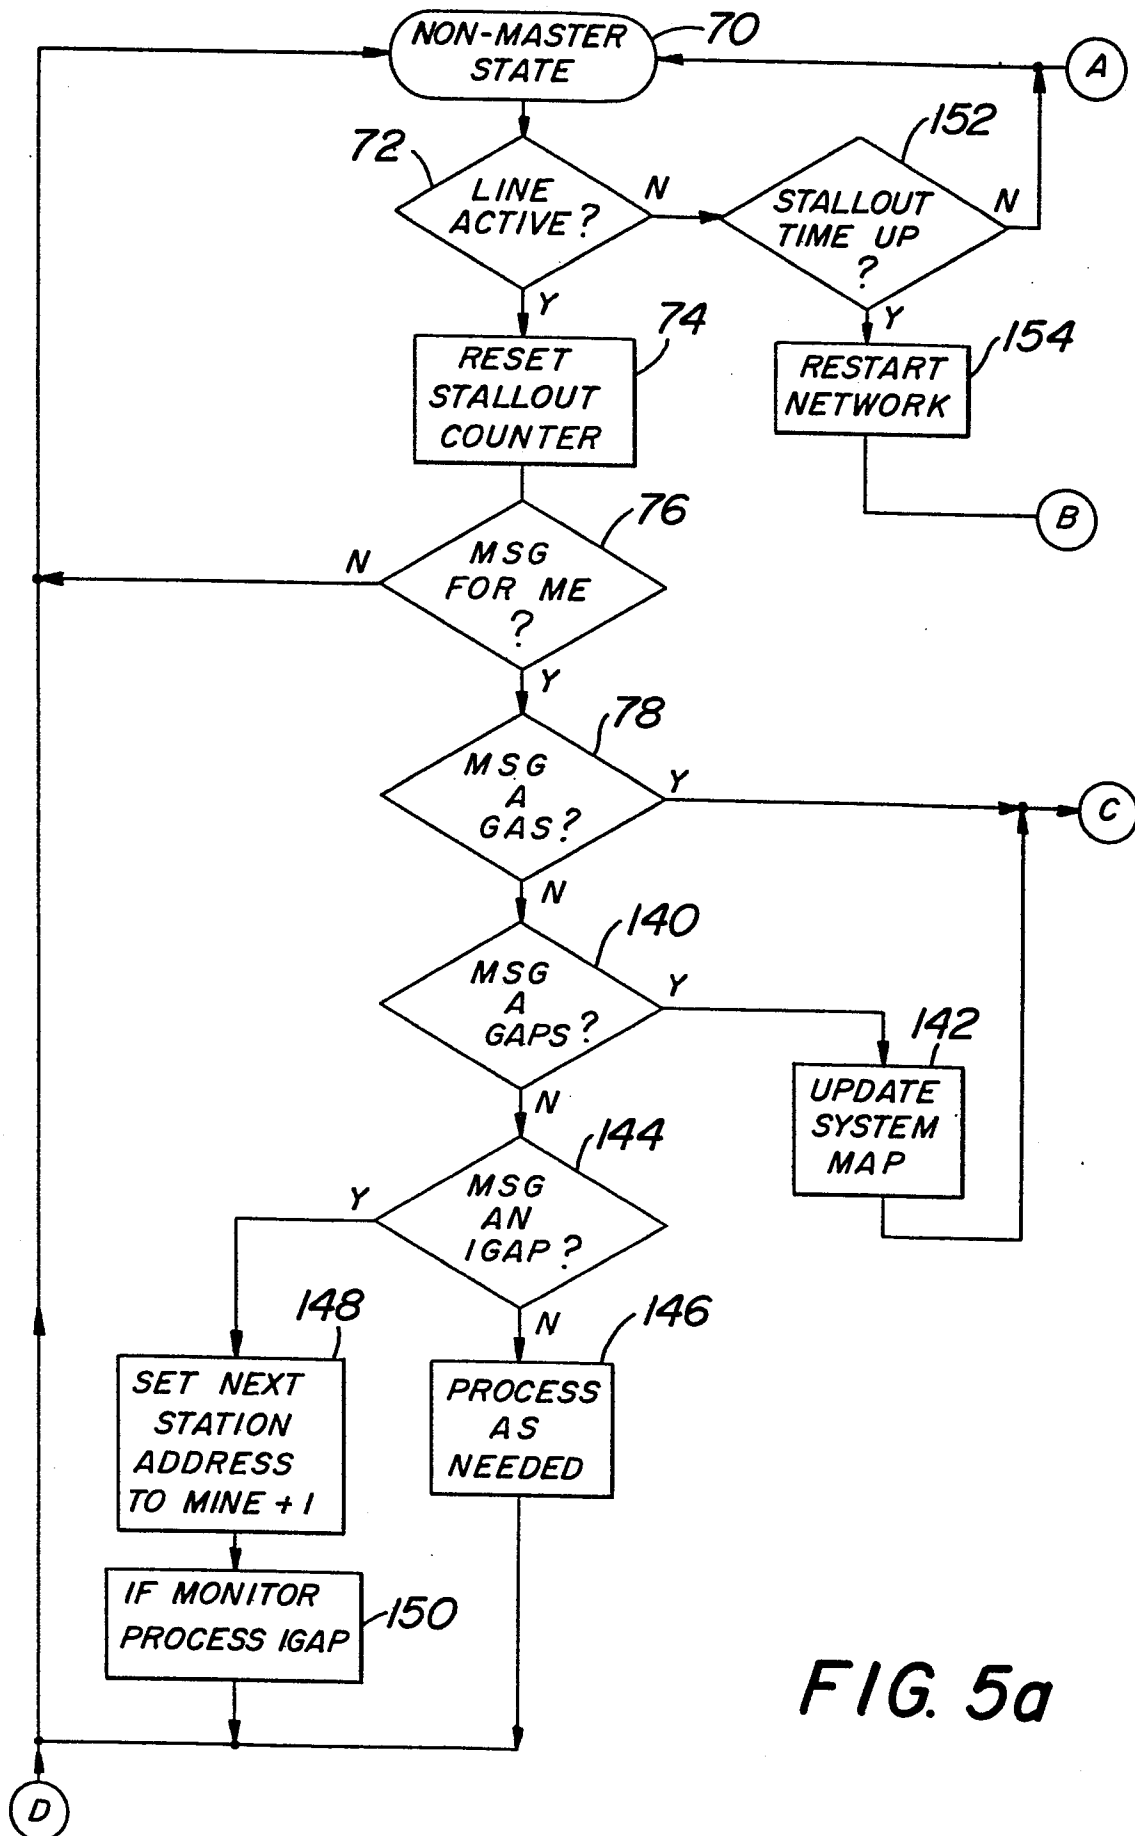 NON-MASTER
STATE
70
A
72
LINE
ACTIVE?
N
152
STALLOUT
TIME UP
?
N
Y
Y
74
RESET
STALLOUT
COUNTER
154
RESTART
NETWORK
B
76
N
MSG
FOR ME
?
Y
78
MSG
A
GAS?
Y
C
N
140
MSG
A
GAPS?
Y
142
UPDATE
SYSTEM
MAP
N
144
Y
MSG
AN
IGAP?
N
148
SET NEXT
STATION
ADDRESS
TO MINE +1
146
PROCESS
AS
NEEDED
IF MONITOR
PROCESS IGAP
150
D
FIG. 5a